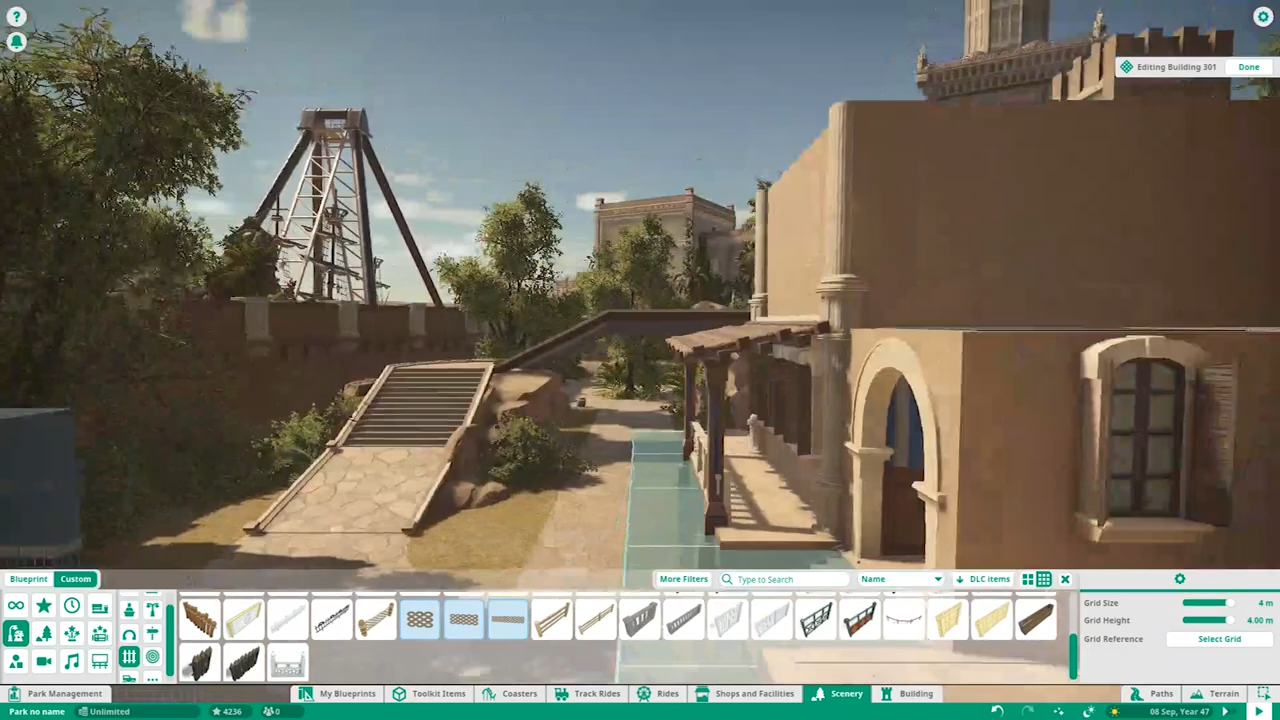 ?
Editing Building 301 Done
Blueprint Custom
More Filters Type to Search Name DLC items
Grid Size 4 m
Grid Height 4.00 m
Grid Reference Select Grid
Park Management My Blueprints Toolkit Items Coasters Track Rides Rides Shops and Facilities Scenery Building Paths Terrain
Park no name Unlimited 4236 0 08 Sep, Year 47